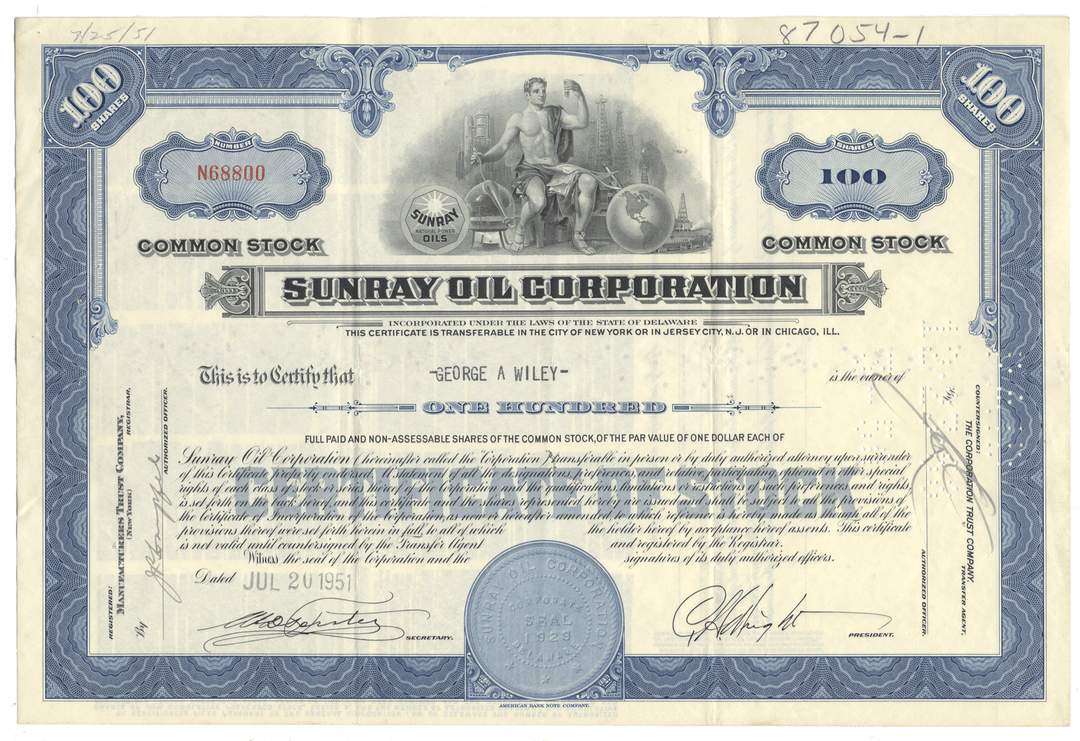 7/25/51
87054-1
100
SHARES
100
SHARES
NUMBER
N68800
SHARES
100
SUNRAY
NATURAL POWER
OILS
COMMON STOCK
COMMON STOCK
SUNRAY OIL CORPORATION
INCORPORATED UNDER THE LAWS OF THE STATE OF DELAWARE
THIS CERTIFICATE IS TRANSFERABLE IN THE CITY OF NEW YORK OR IN JERSEY CITY, N.J. OR IN CHICAGO, ILL.
This is to Certify that -GEORGE A WILEY- is the owner of
ONE HUNDRED
FULL PAID AND NON-ASSESSABLE SHARES OF THE COMMON STOCK, OF THE PAR VALUE OF ONE DOLLAR EACH OF
CERTIFICATE OF STOCK
Sunray Oil Corporation (hereinafter called the Corporation) transferable in person or by duly authorized attorney upon surrender
of this Certificate properly endorsed. A statement of all the designations, preferences and relative, participating, optional or other special
rights of each class of stock or series thereof of the Corporation and the qualifications, limitations or restrictions of such preferences and rights,
is set forth on the back hereof, and this certificate and the shares represented hereby are issued and shall be subject to all the provisions of
the Certificate of Incorporation of the Corporation, as now or hereafter amended, to which reference is hereby made as though all of the
provisions thereof were set forth herein in full, to all of which the holder hereof by acceptance hereof assents. This certificate
is not valid until countersigned by the Transfer Agent and registered by the Registrar.
Witness the seal of the Corporation and the signatures of its duly authorized officers.
Dated JUL 20 1951
SECRETARY.
C H Wright
PRESIDENT.
SUNRAY OIL CORPORATION
SEAL
1929
DELAWARE
REGISTERED:
MANUFACTURERS TRUST COMPANY,
(NEW YORK)
REGISTRAR.
By
AUTHORIZED OFFICER.
COUNTERSIGNED:
THE CORPORATION TRUST COMPANY,
TRANSFER AGENT,
AUTHORIZED OFFICER.
AMERICAN BANK NOTE COMPANY.